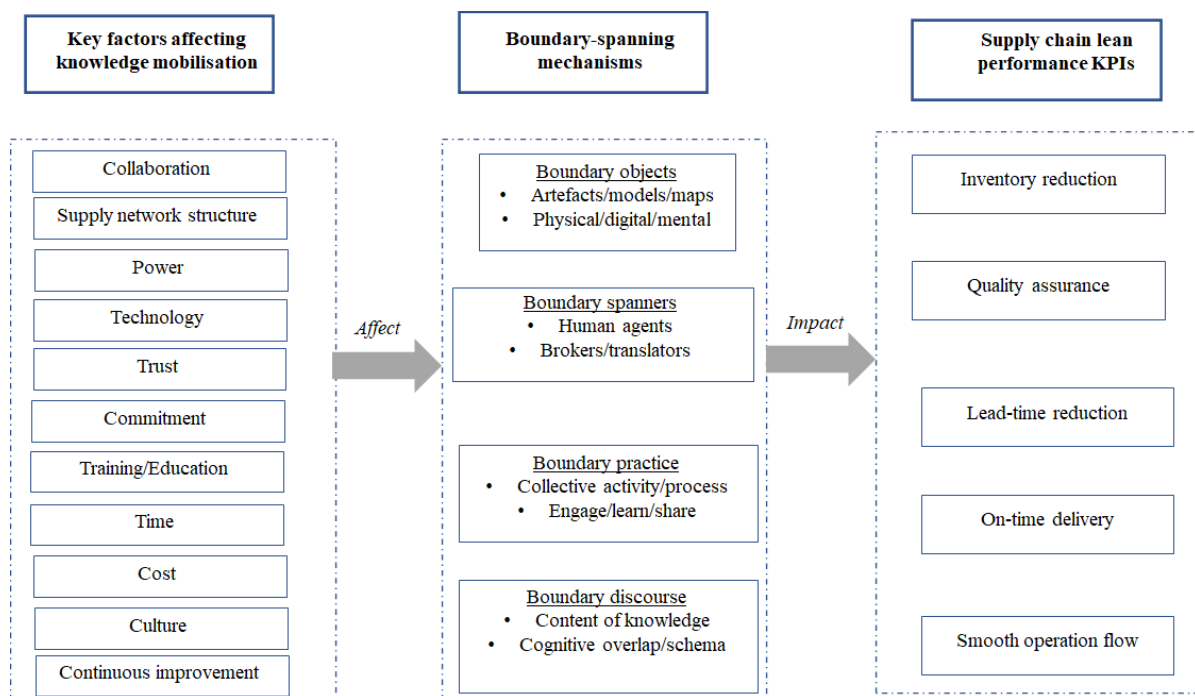 Key factors affecting
knowledge mobilisation
Collaboration
Supply network structure
Power
Technology
Trust
Commitment
Training/Education
Time
Cost
Culture
Continuous improvement
Affect
Boundary-spanning
mechanisms
Boundary objects
• Artefacts/models/maps
• Physical/digital/mental
Boundary spanners
• Human agents
• Brokers/translators
Boundary practice
• Collective activity/process
• Engage/learn/share
Boundary discourse
• Content of knowledge
• Cognitive overlap/schema
Impact
Supply chain lean
performance KPIs
Inventory reduction
Quality assurance
Lead-time reduction
On-time delivery
Smooth operation flow